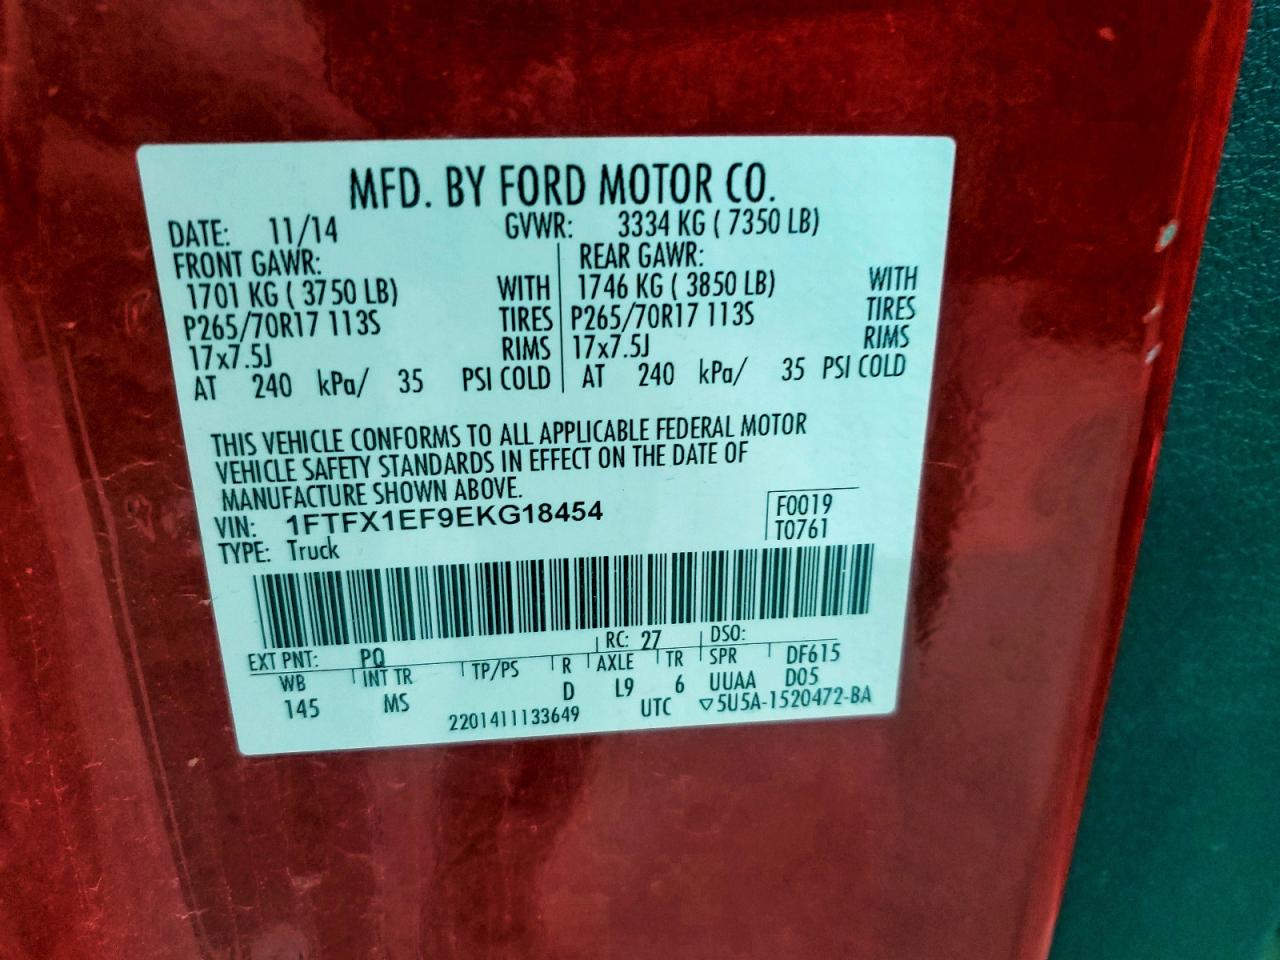 MFD. BY FORD MOTOR CO.
DATE: 11/14 GVWR: 3334 KG ( 7350 LB)
FRONT GAWR: REAR GAWR:
1701 KG ( 3750 LB) WITH 1746 KG ( 3850 LB) WITH
P265/70R17 113S TIRES P265/70R17 113S TIRES
17x7.5J RIMS 17x7.5J RIMS
AT 240 kPa/ 35 PSI COLD AT 240 kPa/ 35 PSI COLD
THIS VEHICLE CONFORMS TO ALL APPLICABLE FEDERAL MOTOR
VEHICLE SAFETY STANDARDS IN EFFECT ON THE DATE OF
MANUFACTURE SHOWN ABOVE.
VIN: 1FTFX1EF9EKG18454 F0019
TYPE: Truck T0761
RC: 27 DSO:
EXT PNT: PQ DF615
WB INT TR TP/PS R AXLE TR SPR D05
145 MS D L9 6 UUAA
2201411133649 UTC ▽5U5A-1520472-BA